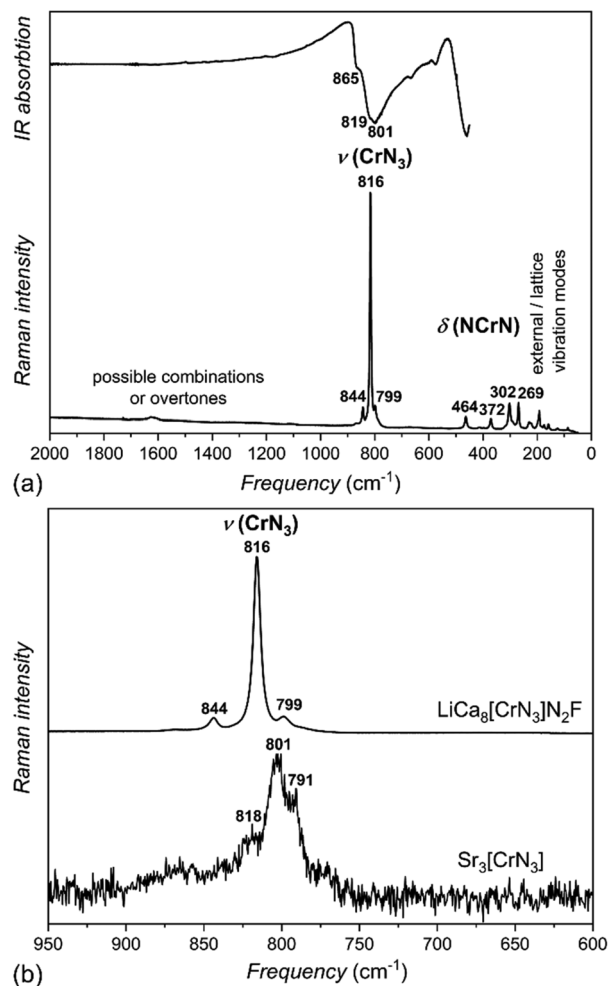 IR absorbtion
865
819
801
ν (CrN₃)
816
Raman intensity
possible combinations
or overtones
844
799
δ (NCrN)
external / lattice
vibration modes
464
372
302
269
2000 1800 1600 1400 1200 1000 800 600 400 200 0
Frequency (cm⁻¹)
(a)
ν (CrN₃)
816
844
799
LiCa₈[CrN₃]N₂F
Raman intensity
801
791
818
Sr₃[CrN₃]
950 900 850 800 750 700 650 600
Frequency (cm⁻¹)
(b)